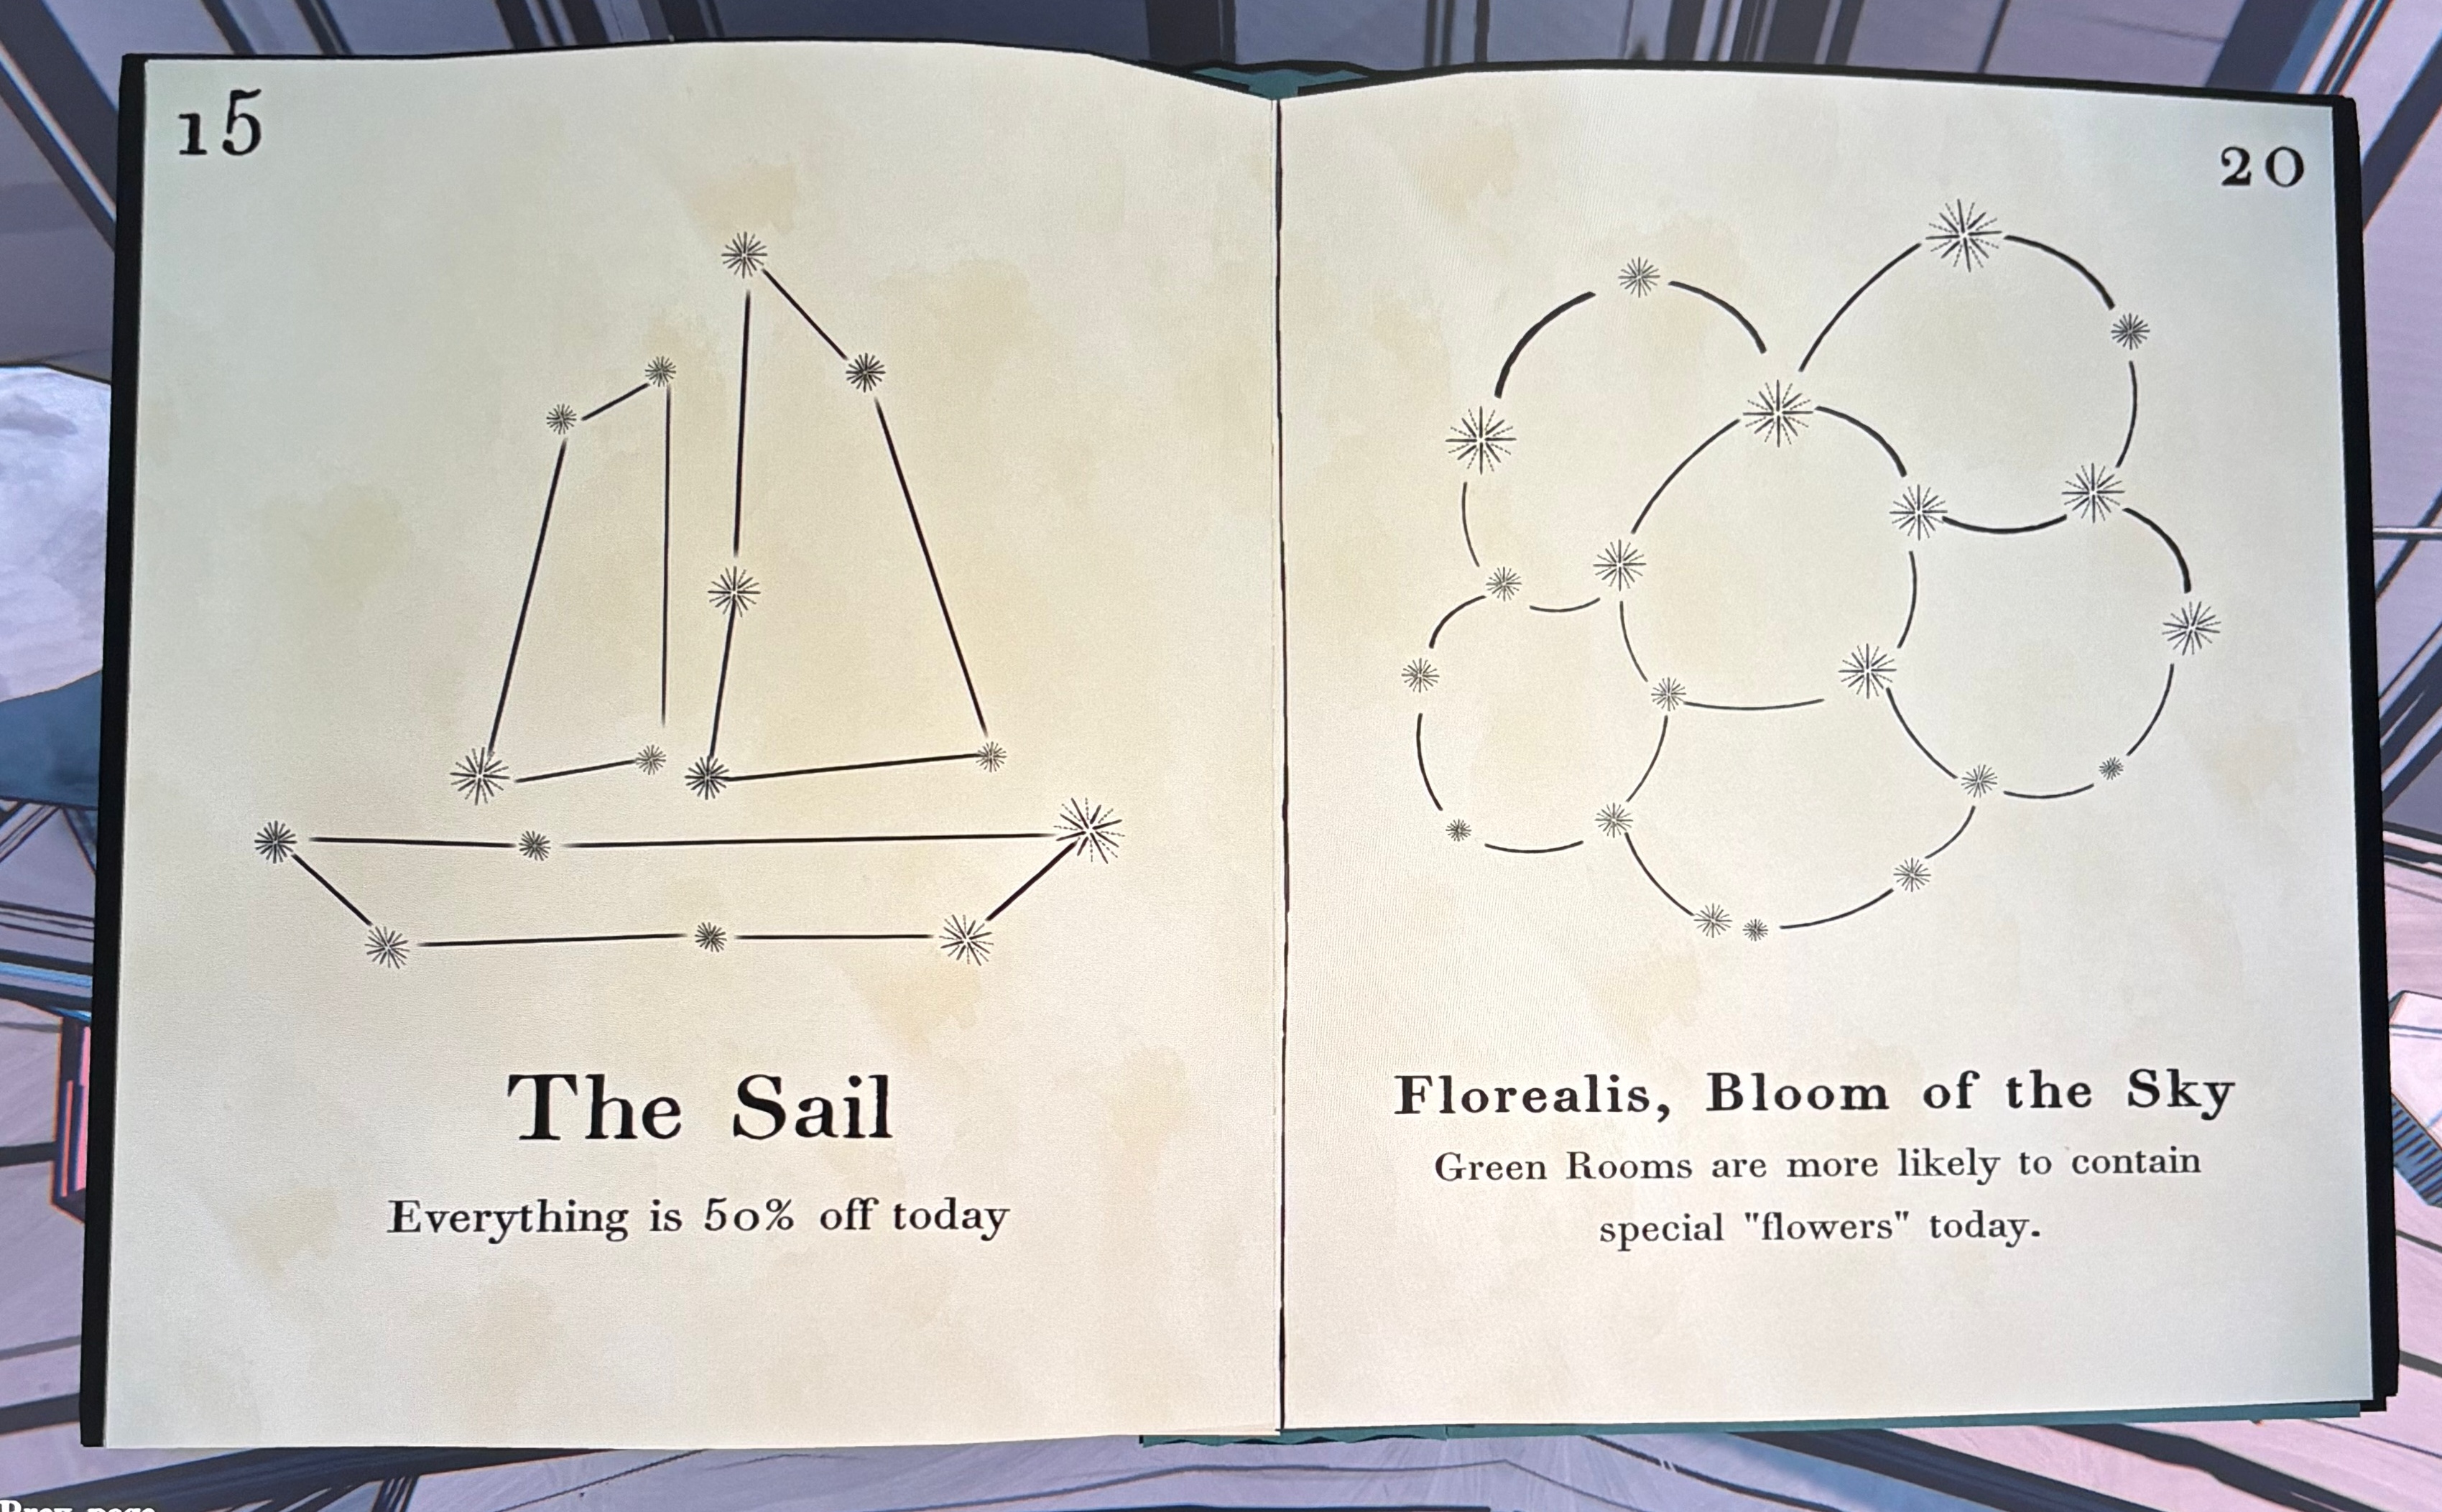 15
The Sail
Everything is 50% off today
20
Florealis, Bloom of the Sky
Green Rooms are more likely to contain
special "flowers" today.
Prev page